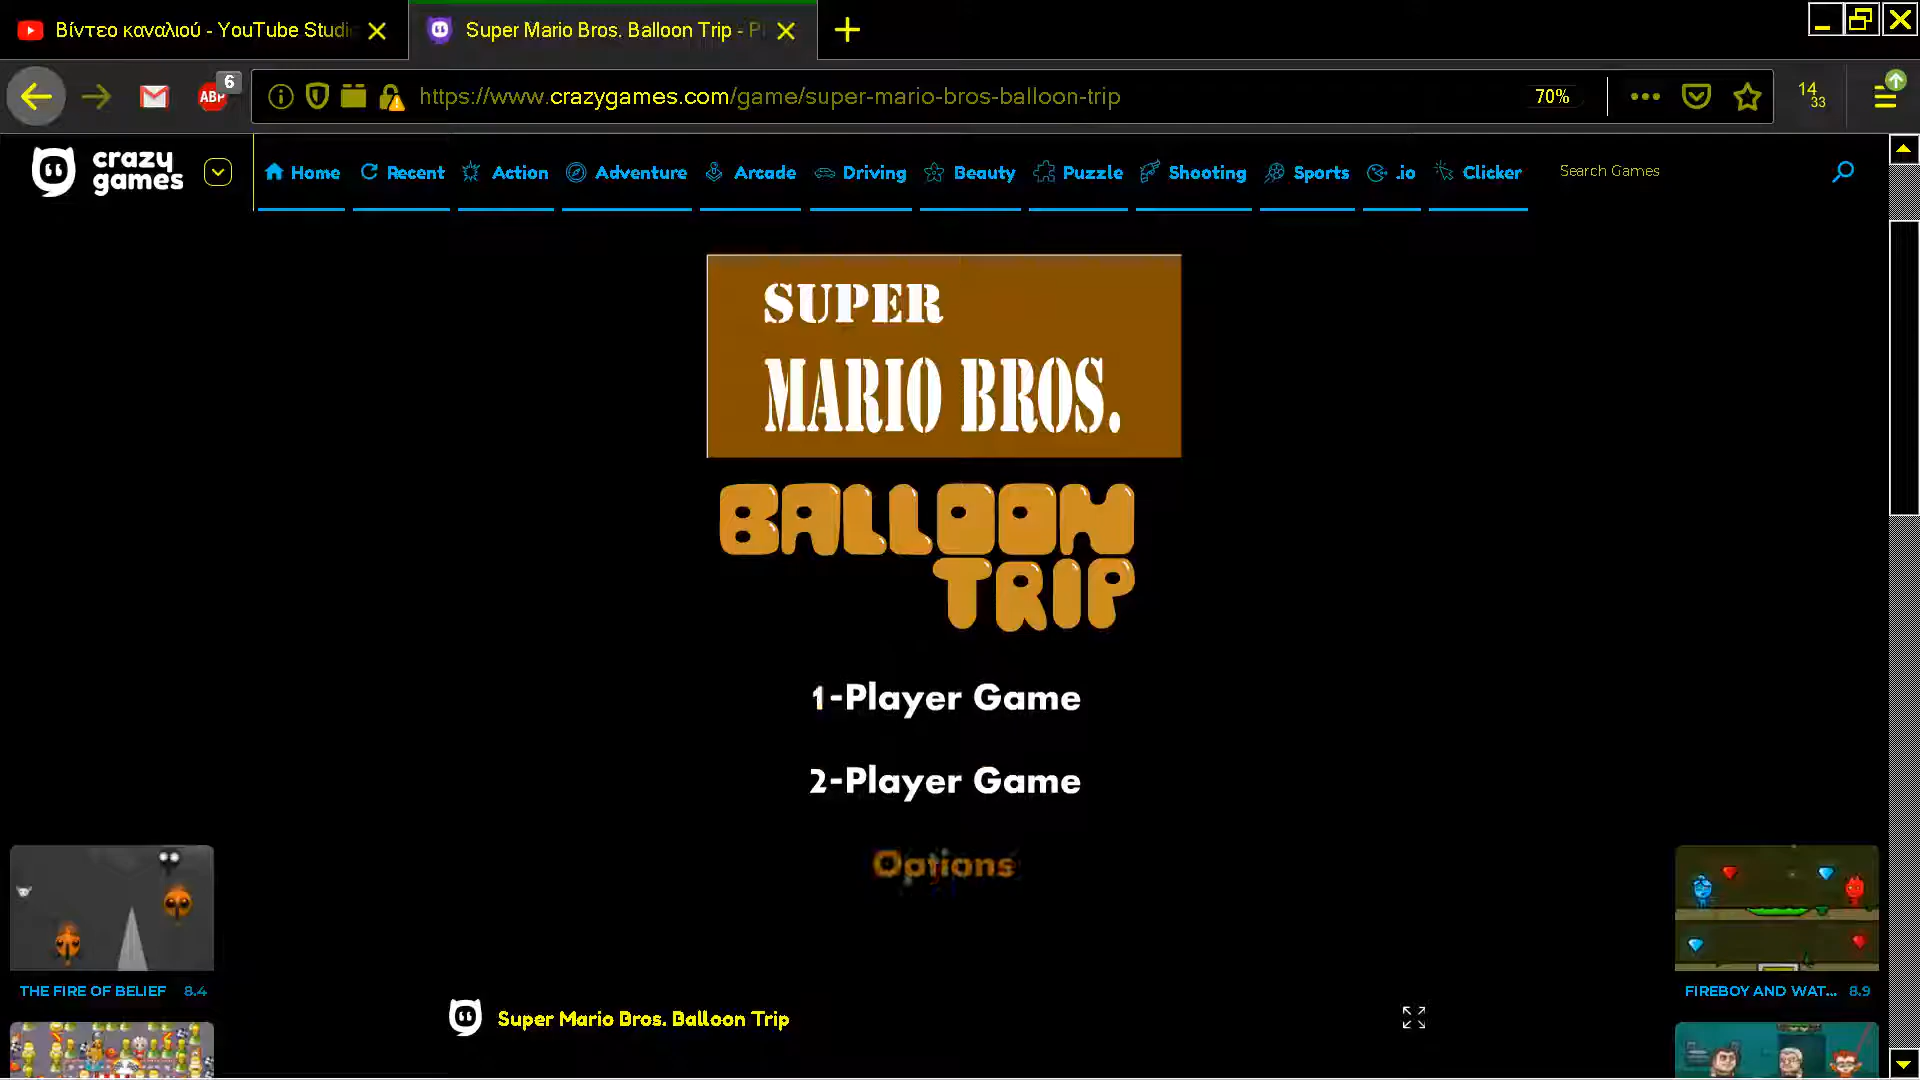 Βίντεο καναλιού - YouTube Studi
Super Mario Bros. Balloon Trip - Pl
ABP
6
https://www.crazygames.com/game/super-mario-bros-balloon-trip
70%
14
33
crazy
games
Home
Recent
Action
Adventure
Arcade
Driving
Beauty
Puzzle
Shooting
Sports
.io
Clicker
Search Games
SUPER
MARIO BROS.
BALLOON
TRIP
1-Player Game
2-Player Game
Options
THE FIRE OF BELIEF 8.4
FIREBOY AND WAT... 8.9
Super Mario Bros. Balloon Trip